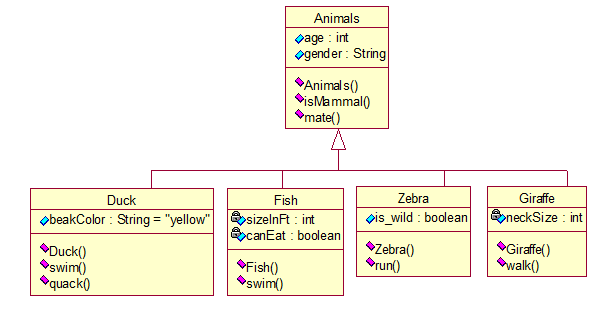 Animals
age : int
gender : String
Animals()
isMammal()
mate()
Duck
beakColor : String = "yellow"
Duck()
swim()
quack()
Fish
sizeInFt : int
canEat : boolean
Fish()
swim()
Zebra
is_wild : boolean
Zebra()
run()
Giraffe
neckSize : int
Giraffe()
walk()